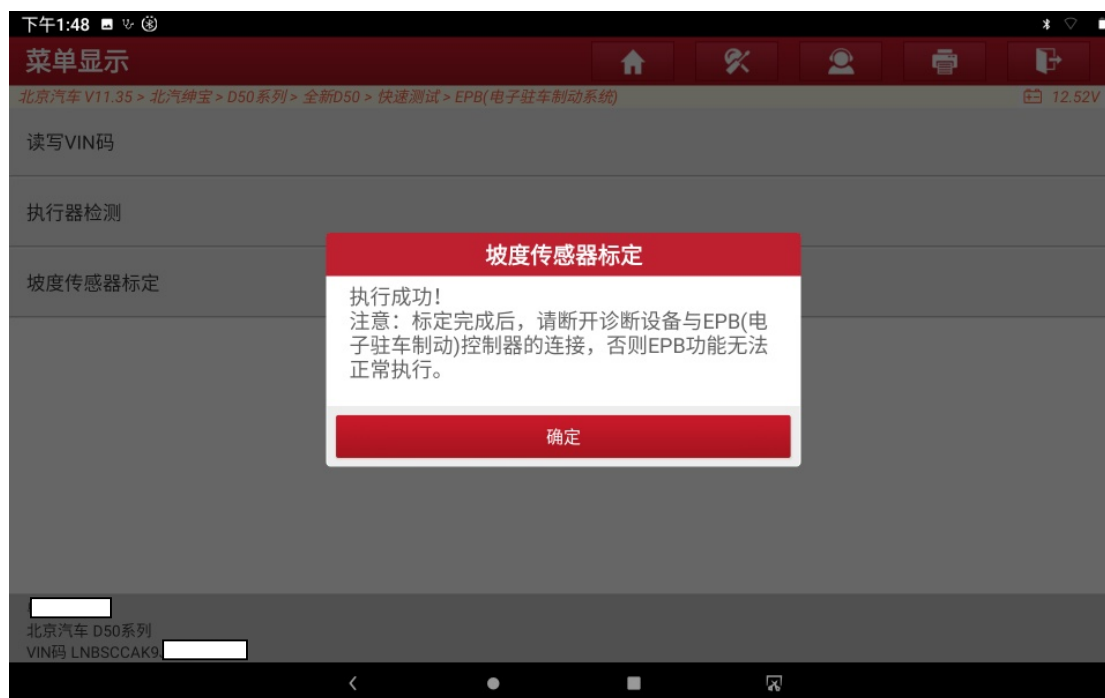 下午1:48
菜单显示
北京汽车 V11.35 > 北汽绅宝 > D50系列 > 全新D50 > 快速测试 > EPB(电子驻车制动系统)
12.52V
读写VIN码
执行器检测
坡度传感器标定
坡度传感器标定
执行成功!
注意：标定完成后，请断开诊断设备与EPB(电
子驻车制动)控制器的连接，否则EPB功能无法
正常执行。
确定
北京汽车 D50系列
VIN码 LNBSCCAK9